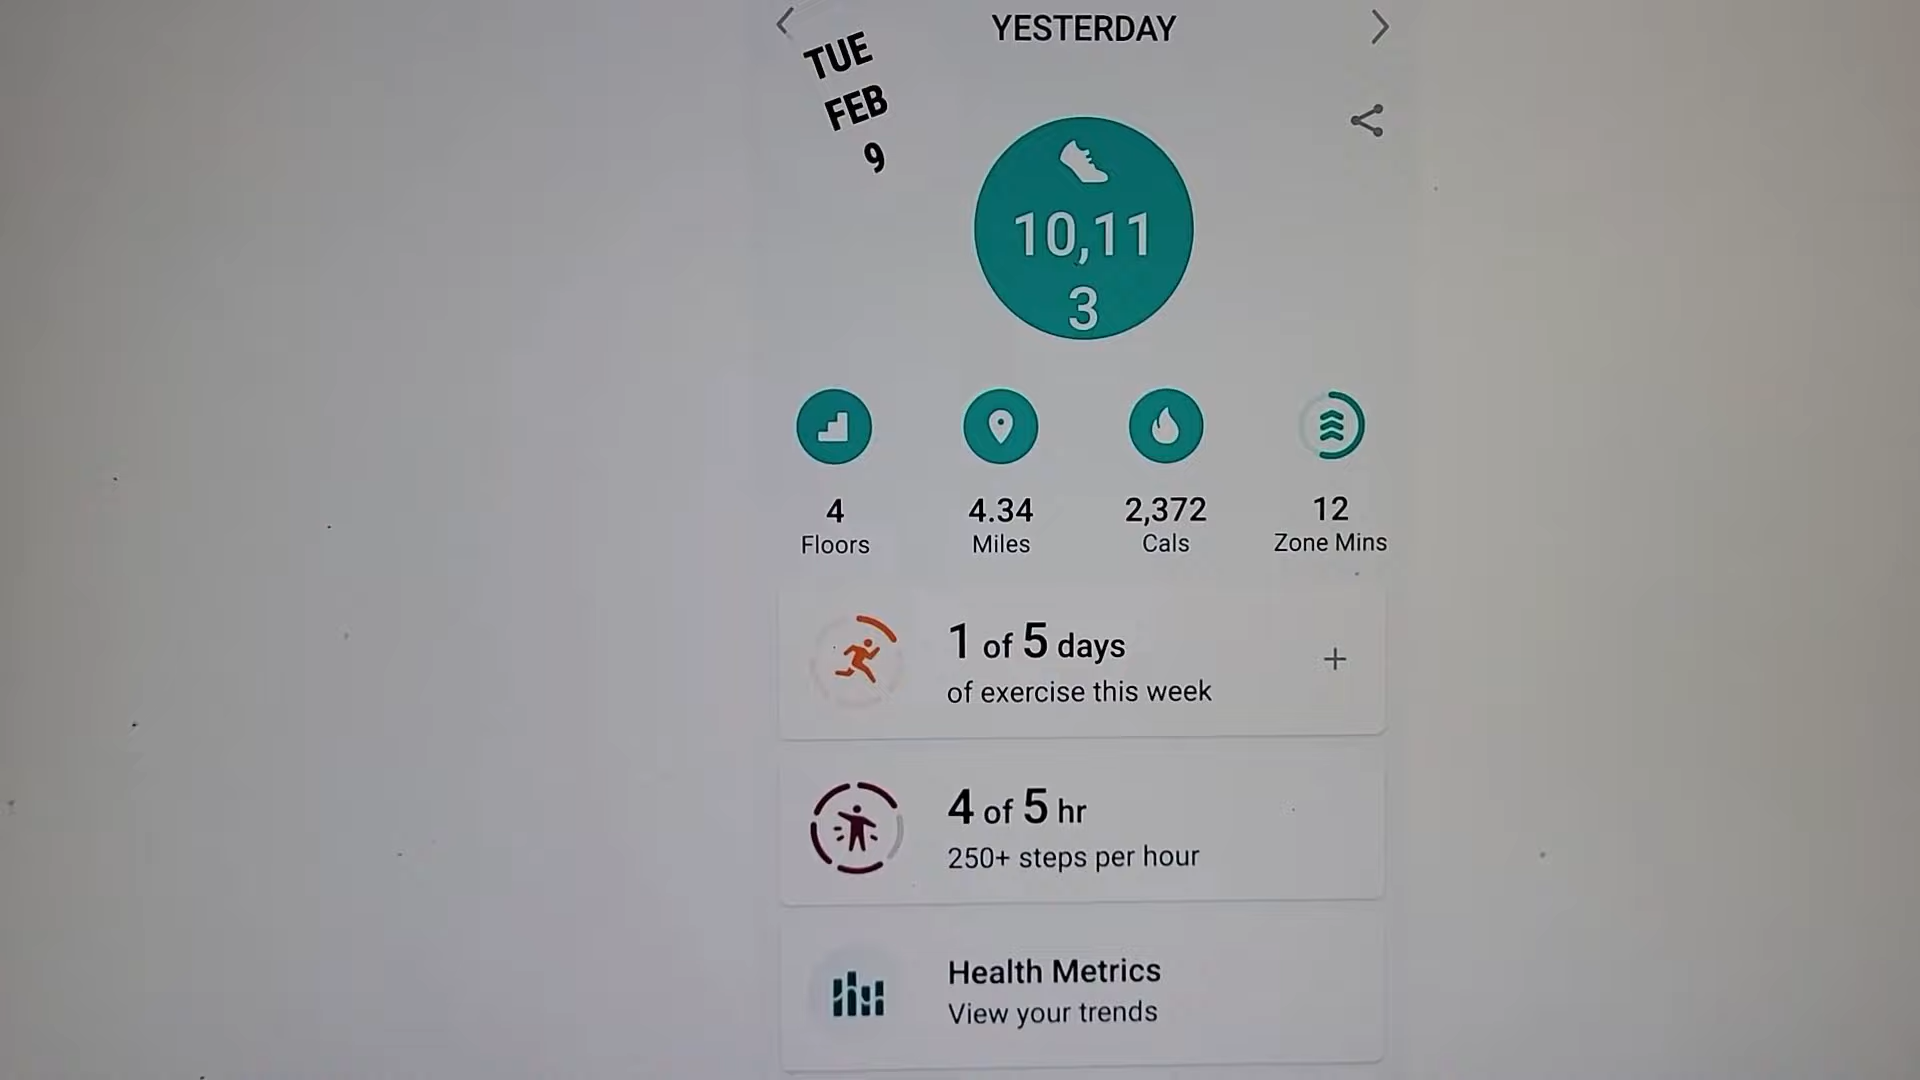 YESTERDAY
TUE
FEB
9
10,11
3
4
Floors
4.34
Miles
2,372
Cals
12
Zone Mins
1 of 5 days
of exercise this week
4 of 5 hr
250+ steps per hour
Health Metrics
View your trends